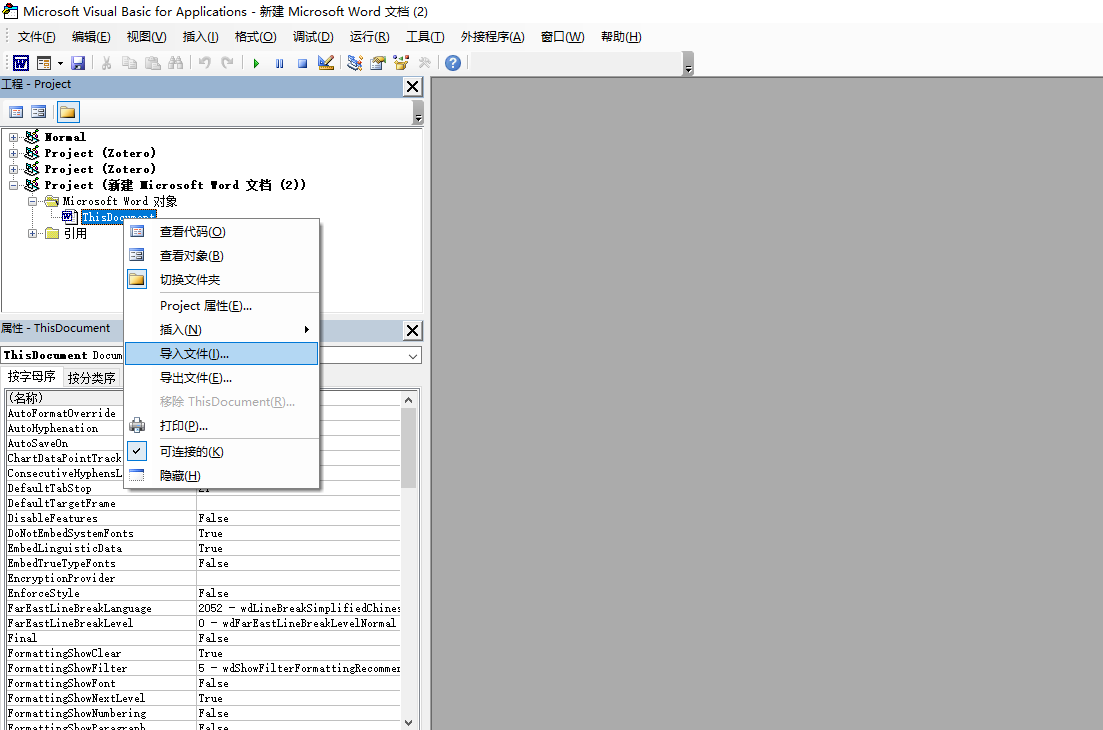 Microsoft Visual Basic for Applications - 新建 Microsoft Word 文档 (2)
文件(F) 编辑(E) 视图(V) 插入(I) 格式(O) 调试(D) 运行(R) 工具(T) 外接程序(A) 窗口(W) 帮助(H)
工程 - Project
Normal
Project (Zotero)
Project (Zotero)
Project (新建 Microsoft Word 文档 (2))
Microsoft Word 对象
ThisDocument
引用
查看代码(O)
查看对象(B)
切换文件夹
Project 属性(E)...
插入(N)
导入文件(I)...
导出文件(E)...
移除 ThisDocument(R)...
打印(P)...
可连接的(K)
隐藏(H)
属性 - ThisDocument
ThisDocument Docum
按字母序 按分类序
(名称)
AutoFormatOverride
AutoHyphenation
AutoSaveOn
ChartDataPointTrack
ConsecutiveHyphensL
DefaultTabStop 21
DefaultTargetFrame
DisableFeatures False
DoNotEmbedSystemFonts True
EmbedLinguisticData True
EmbedTrueTypeFonts False
EncryptionProvider
EnforceStyle False
FarEastLineBreakLanguage 2052 - wdLineBreakSimplifiedChines
FarEastLineBreakLevel 0 - wdFarEastLineBreakLevelNormal
Final False
FormattingShowClear True
FormattingShowFilter 5 - wdShowFilterFormattingRecommen
FormattingShowFont False
FormattingShowNextLevel True
FormattingShowNumbering False
FormattingShowParagraph False